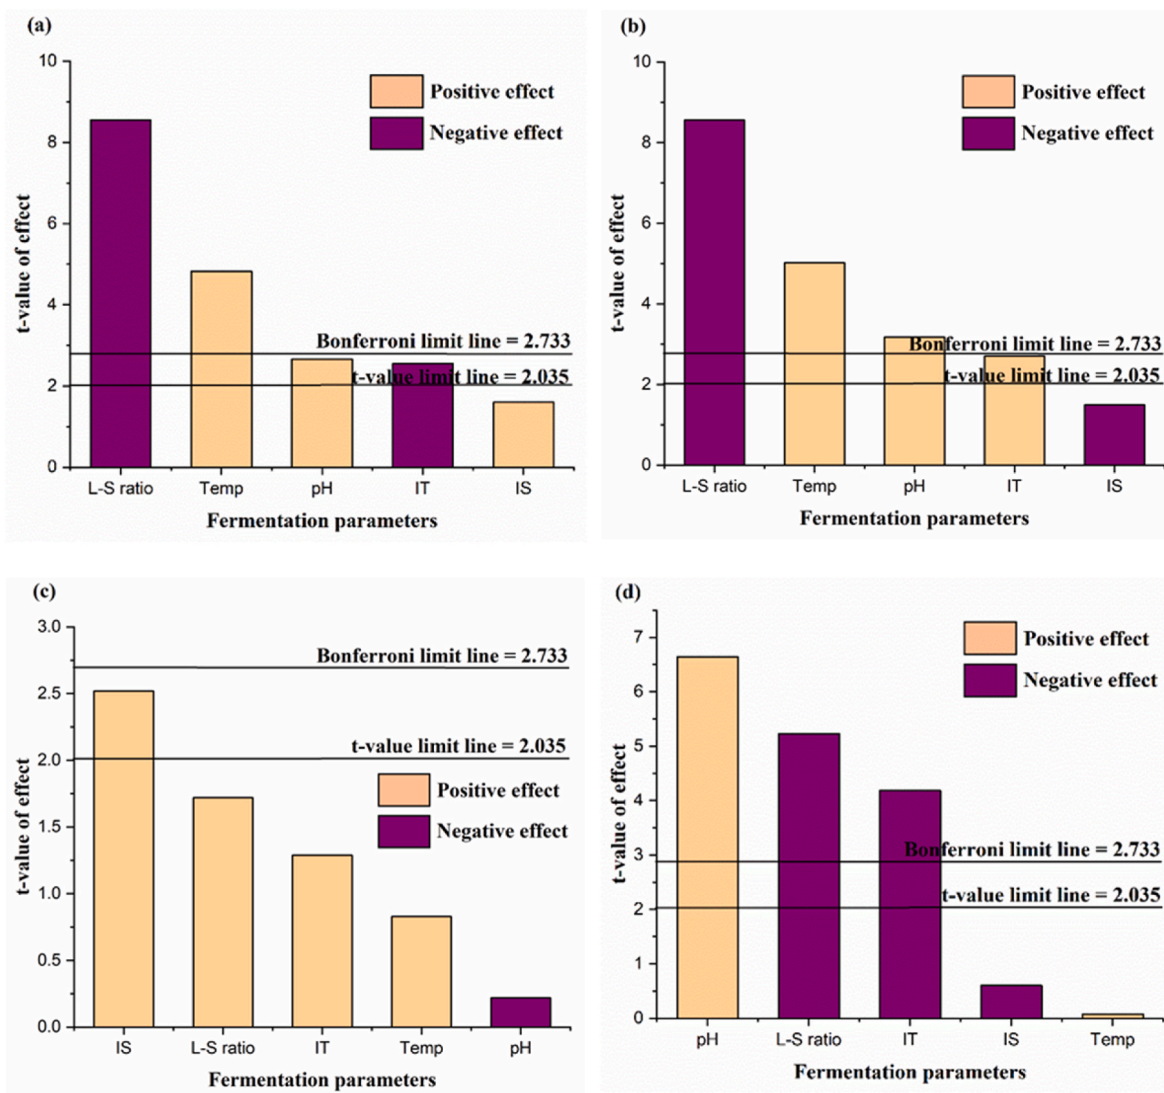 (a)
10
8
6
4
2
0
t-value of effect
Positive effect
Negative effect
Bonferroni limit line = 2.733
t-value limit line = 2.035
L-S ratio Temp pH IT IS
Fermentation parameters
(b)
10
8
6
4
2
0
t-value of effect
Positive effect
Negative effect
Bonferroni limit line = 2.733
t-value limit line = 2.035
L-S ratio Temp pH IT IS
Fermentation parameters
(c)
3.0
2.5
2.0
1.5
1.0
0.5
0.0
t-value of effect
Bonferroni limit line = 2.733
t-value limit line = 2.035
Positive effect
Negative effect
IS L-S ratio IT Temp pH
Fermentation parameters
(d)
7
6
5
4
3
2
1
0
t-value of effect
Positive effect
Negative effect
Bonferroni limit line = 2.733
t-value limit line = 2.035
pH L-S ratio IT IS Temp
Fermentation parameters